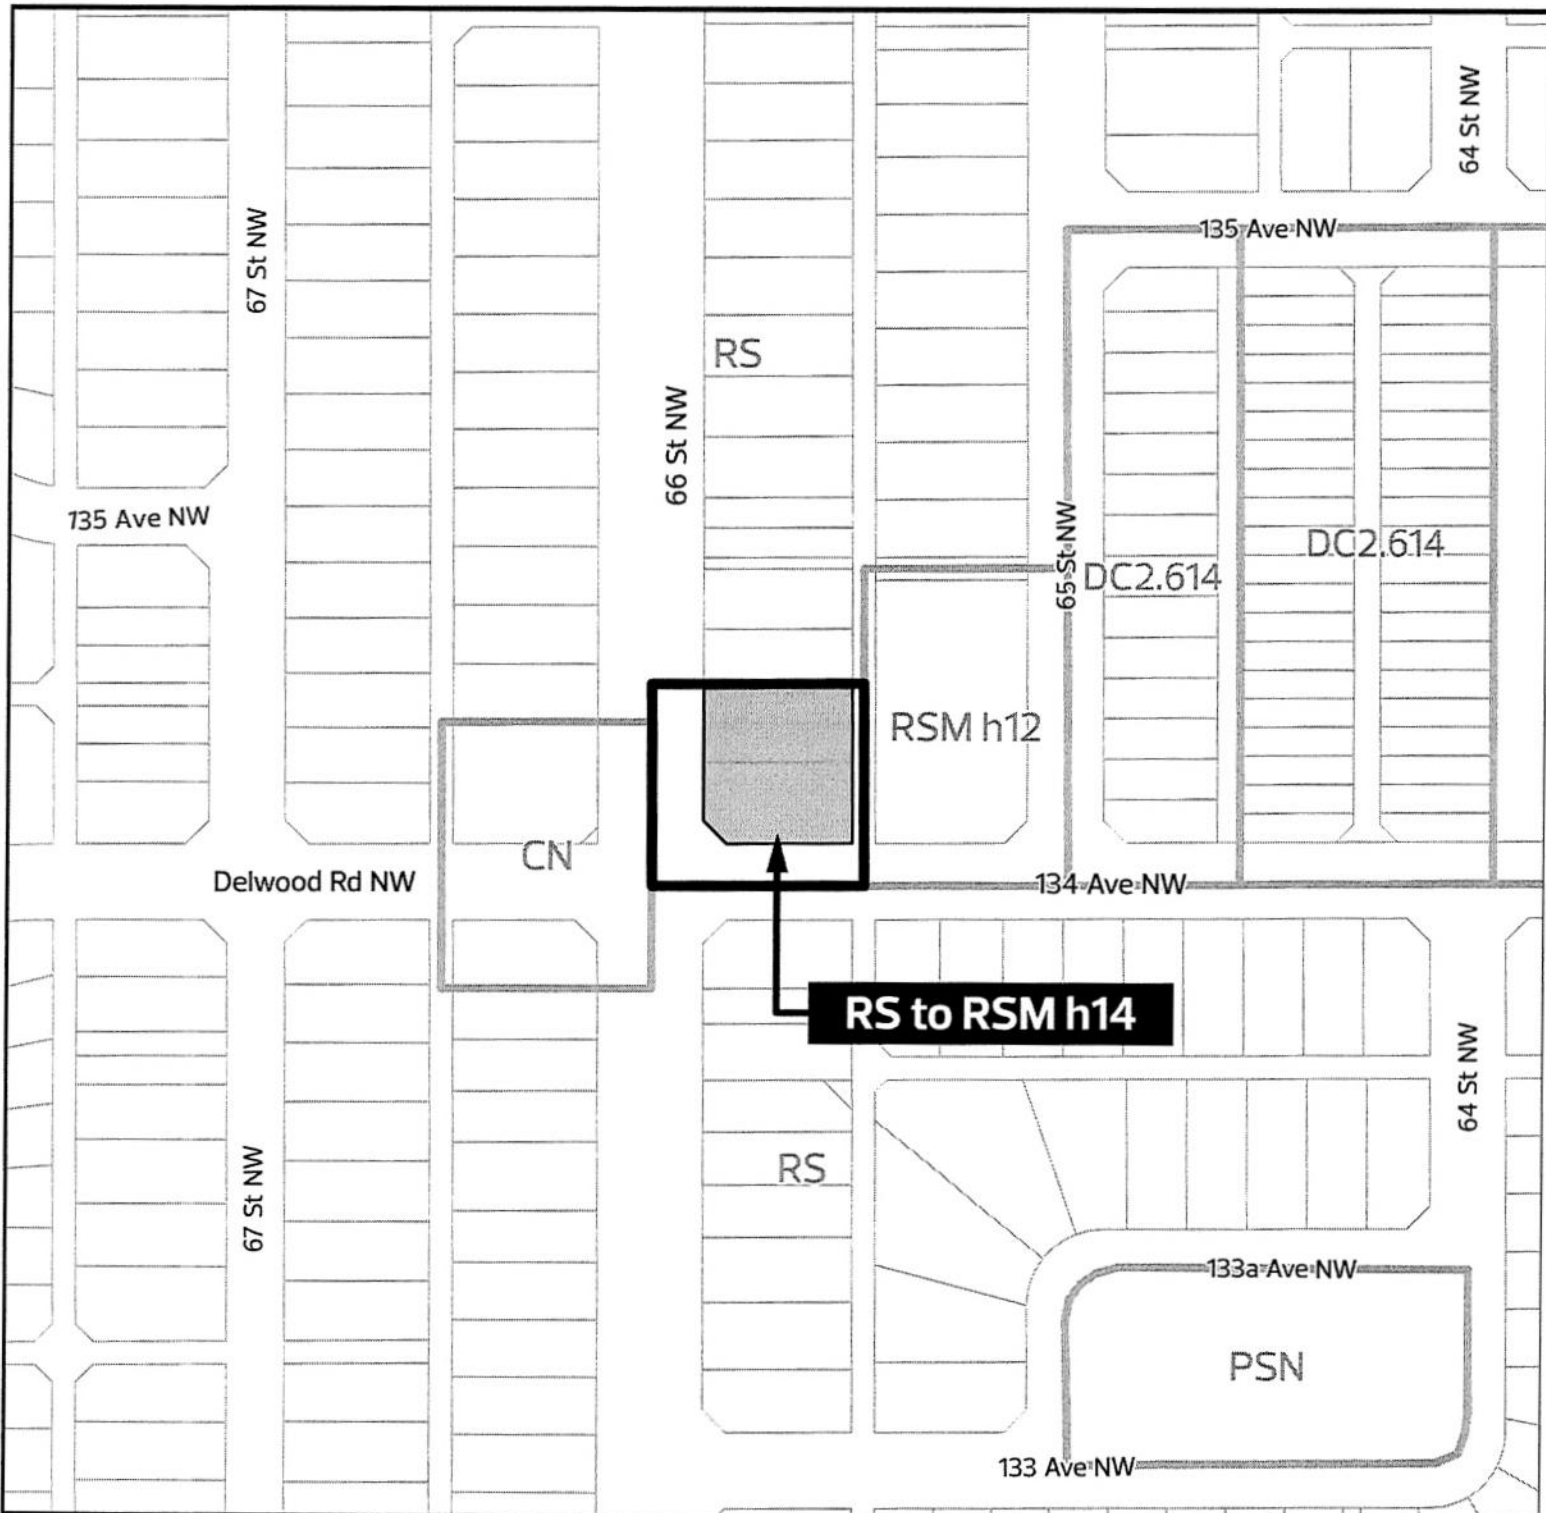 64 St NW
135 Ave NW
67 St NW
RS
66 St NW
135 Ave NW
65 St NW
DC2.614
DC2.614
RSM h12
CN
Delwood Rd NW
134 Ave NW
RS to RSM h14
64 St NW
67 St NW
RS
133a Ave NW
PSN
133 Ave NW